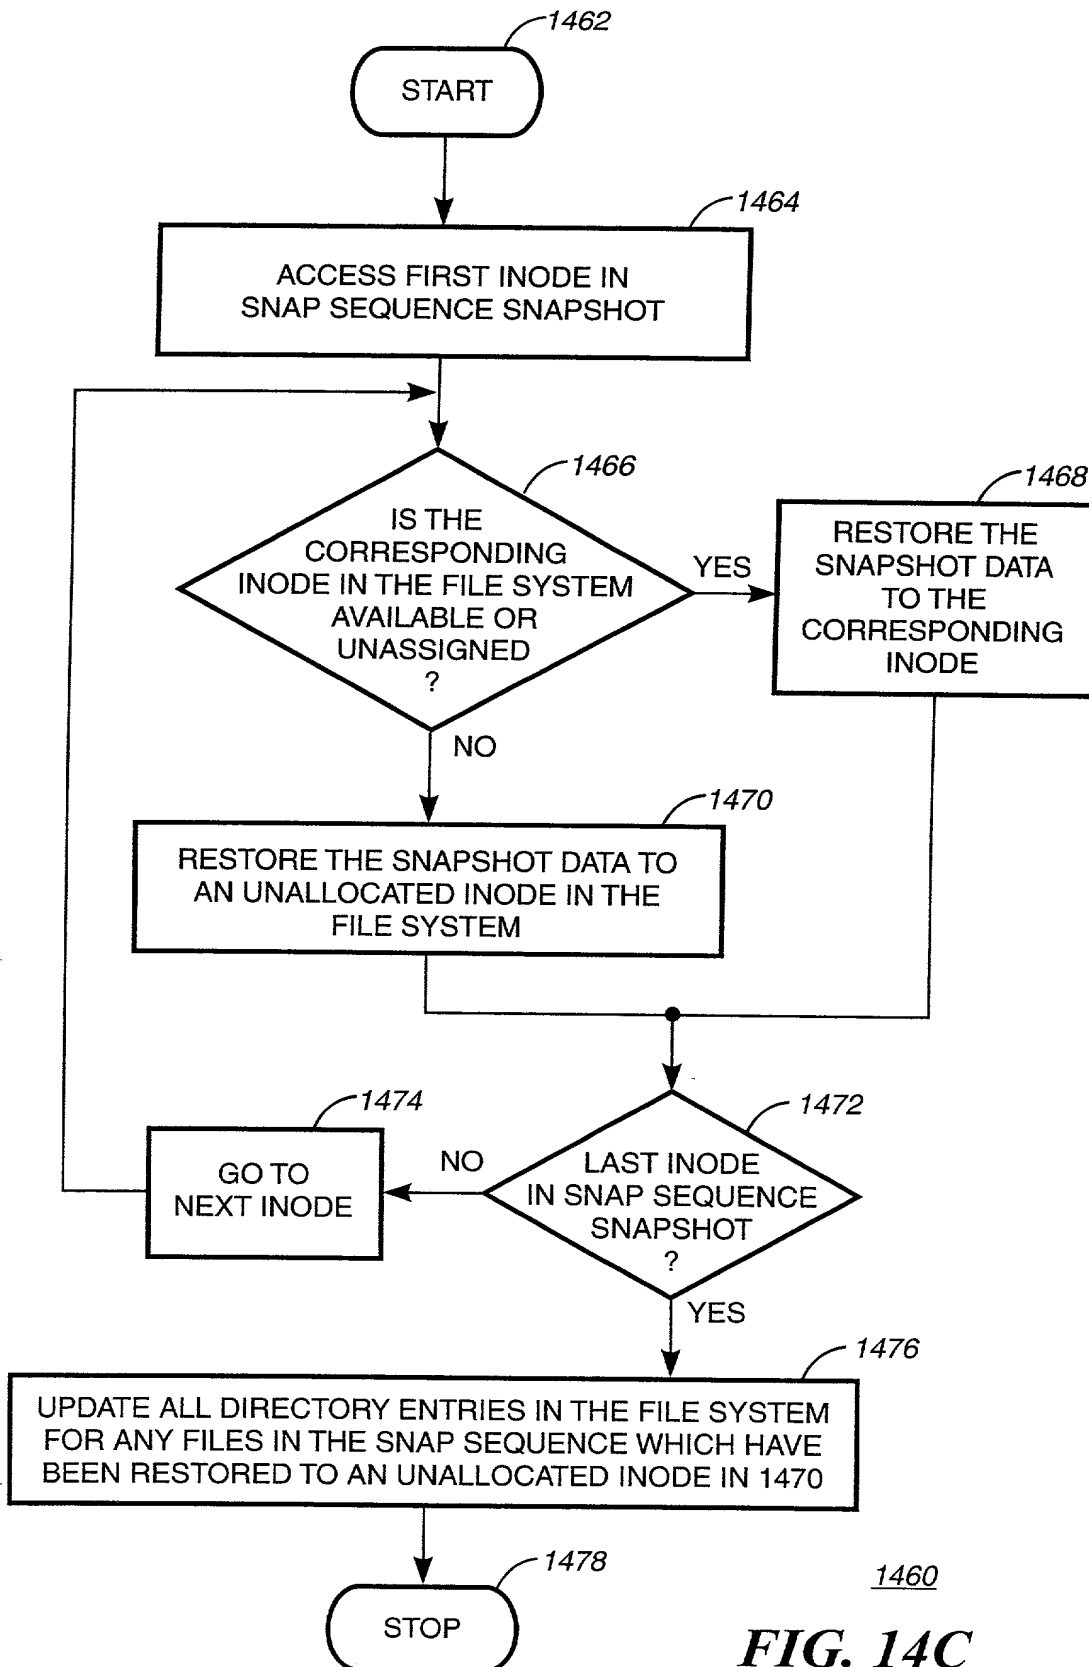 1462
START
1464
ACCESS FIRST INODE IN
SNAP SEQUENCE SNAPSHOT
1466
IS THE
CORRESPONDING
INODE IN THE FILE SYSTEM
AVAILABLE OR
UNASSIGNED
?
YES
1468
RESTORE THE
SNAPSHOT DATA
TO THE
CORRESPONDING
INODE
NO
1470
RESTORE THE SNAPSHOT DATA TO
AN UNALLOCATED INODE IN THE
FILE SYSTEM
1472
LAST INODE
IN SNAP SEQUENCE
SNAPSHOT
?
NO
1474
GO TO
NEXT INODE
YES
1476
UPDATE ALL DIRECTORY ENTRIES IN THE FILE SYSTEM
FOR ANY FILES IN THE SNAP SEQUENCE WHICH HAVE
BEEN RESTORED TO AN UNALLOCATED INODE IN 1470
1478
STOP
1460
FIG. 14C